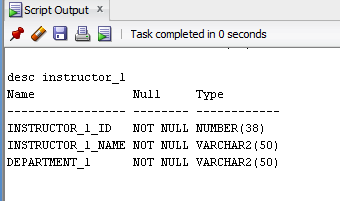 Script Output x
Task completed in 0 seconds
desc instructor_1
Name Null Type
----------------- -------- ------------
INSTRUCTOR_1_ID NOT NULL NUMBER(38)
INSTRUCTOR_1_NAME NOT NULL VARCHAR2(50)
DEPARTMENT_1 NOT NULL VARCHAR2(50)